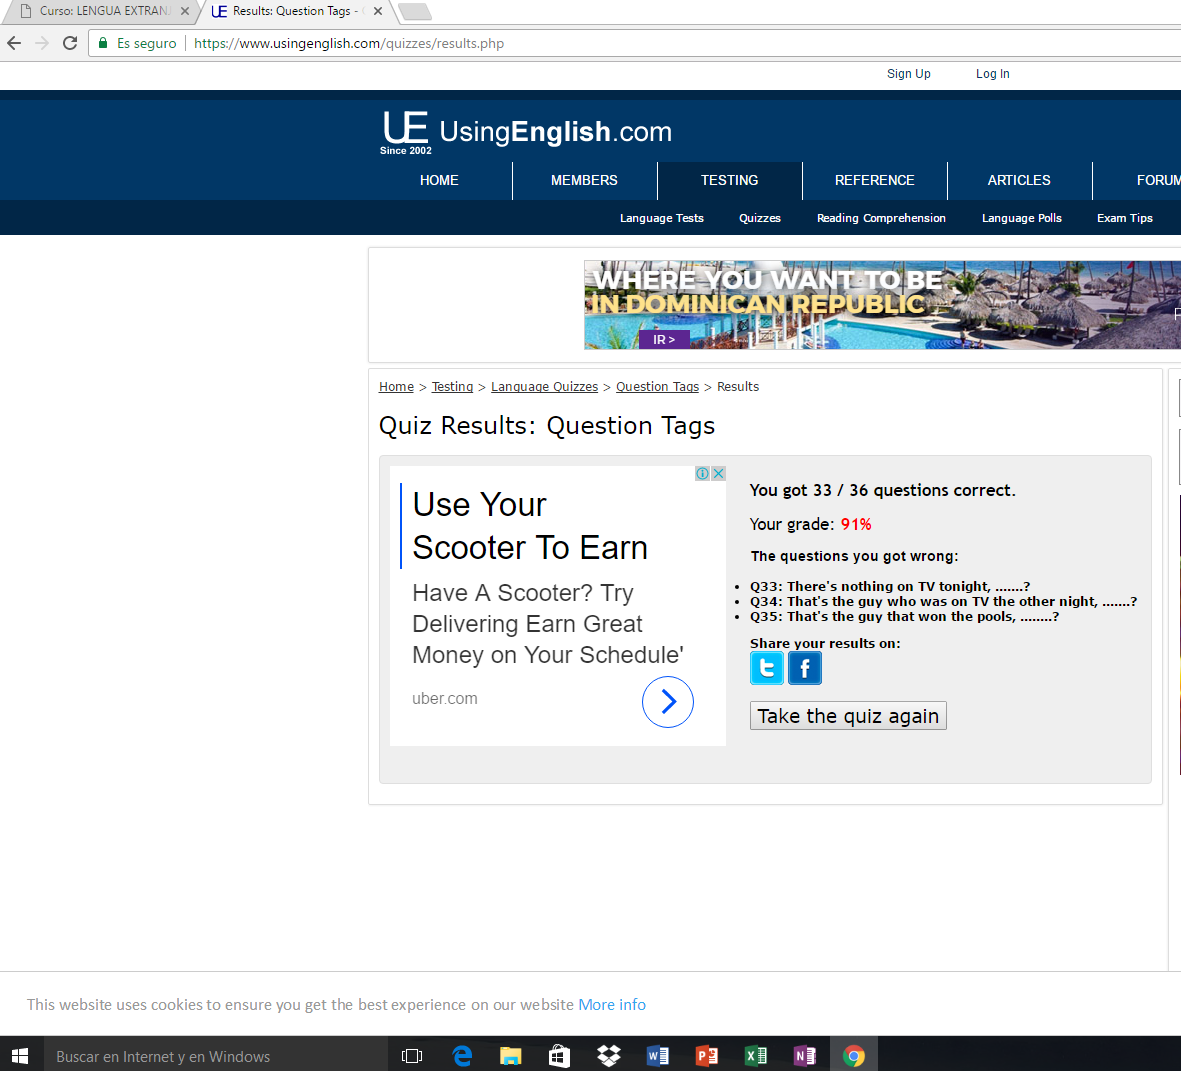 Curso: LENGUA EXTRANJ
Results: Question Tags -
Es seguro
https://www.usingenglish.com/quizzes/results.php
Sign Up Log In
UE UsingEnglish.com
Since 2002
HOME MEMBERS TESTING REFERENCE ARTICLES FORUM
Language Tests Quizzes Reading Comprehension Language Polls Exam Tips
WHERE YOU WANT TO BE
IN DOMINICAN REPUBLIC
IR >
Home > Testing > Language Quizzes > Question Tags > Results
Quiz Results: Question Tags
Use Your
Scooter To Earn
Have A Scooter? Try
Delivering Earn Great
Money on Your Schedule'
uber.com
You got 33 / 36 questions correct.
Your grade: 91%
The questions you got wrong:
• Q33: There's nothing on TV tonight, .......?
• Q34: That's the guy who was on TV the other night, .......?
• Q35: That's the guy that won the pools, ........?
Share your results on:
Take the quiz again
This website uses cookies to ensure you get the best experience on our website More info
Buscar en Internet y en Windows